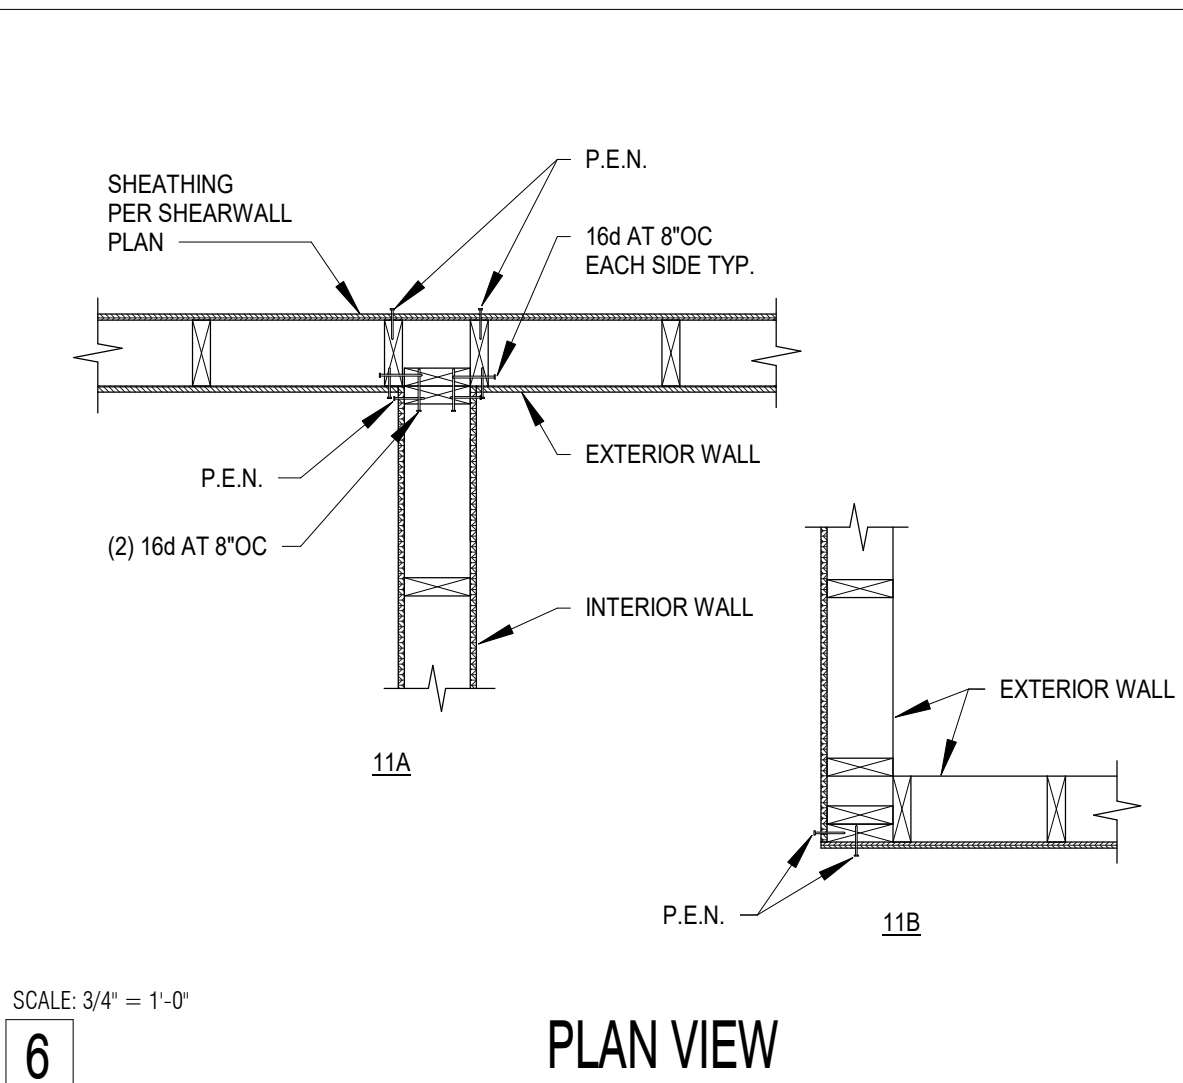 P.E.N.
SHEATHING
PER SHEARWALL
PLAN
16d AT 8"OC
EACH SIDE TYP.
EXTERIOR WALL
P.E.N.
(2) 16d AT 8"OC
INTERIOR WALL
EXTERIOR WALL
11A
P.E.N.
11B
SCALE: 3/4" = 1'-0"
6
PLAN VIEW